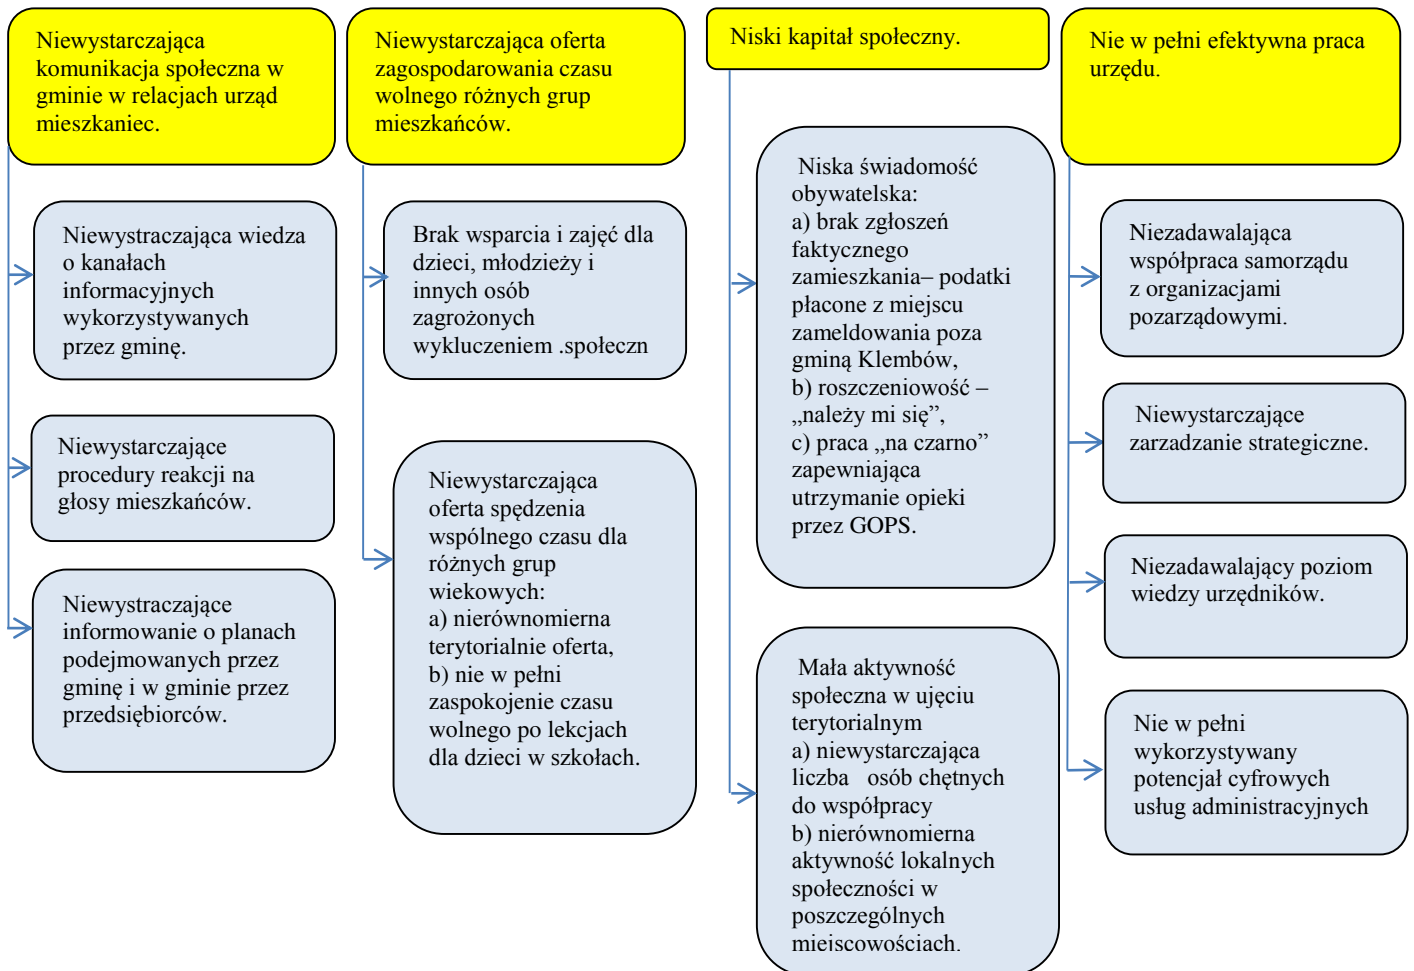 Niewystarczająca
komunikacja społeczna w
gminie w relacjach urząd
mieszkaniec.
Niewystraczająca wiedza
o kanałach
informacyjnych
wykorzystywanych
przez gminę.
Niewystarczające
procedury reakcji na
głosy mieszkańców.
Niewystraczające
informowanie o planach
podejmowanych przez
gminę i w gminie przez
przedsiębiorców.
Niewystarczająca oferta
zagospodarowania czasu
wolnego różnych grup
mieszkańców.
Brak wsparcia i zajęć dla
dzieci, młodzieży i
innych osób
zagrożonych
wykluczeniem .społeczn
Niewystarczająca
oferta spędzenia
wspólnego czasu dla
różnych grup
wiekowych:
a) nierównomierna
terytorialnie oferta,
b) nie w pełni
zaspokojenie czasu
wolnego po lekcjach
dla dzieci w szkołach.
Niski kapitał społeczny.
Niska świadomość
obywatelska:
a) brak zgłoszeń
faktycznego
zamieszkania– podatki
płacone z miejscu
zameldowania poza
gminą Klembów,
b) roszczeniowość –
„należy mi się”,
c) praca „na czarno”
zapewniająca
utrzymanie opieki
przez GOPS.
Mała aktywność
społeczna w ujęciu
terytorialnym
a) niewystarczająca
liczba osób chętnych
do współpracy
b) nierównomierna
aktywność lokalnych
społeczności w
poszczególnych
miejscowościach.
Nie w pełni efektywna praca
urzędu.
Niezadawalająca
współpraca samorządu
z organizacjami
pozarządowymi.
Niewystarczające
zarzadzanie strategiczne.
Niezadawalający poziom
wiedzy urzędników.
Nie w pełni
wykorzystywany
potencjał cyfrowych
usług administracyjnych